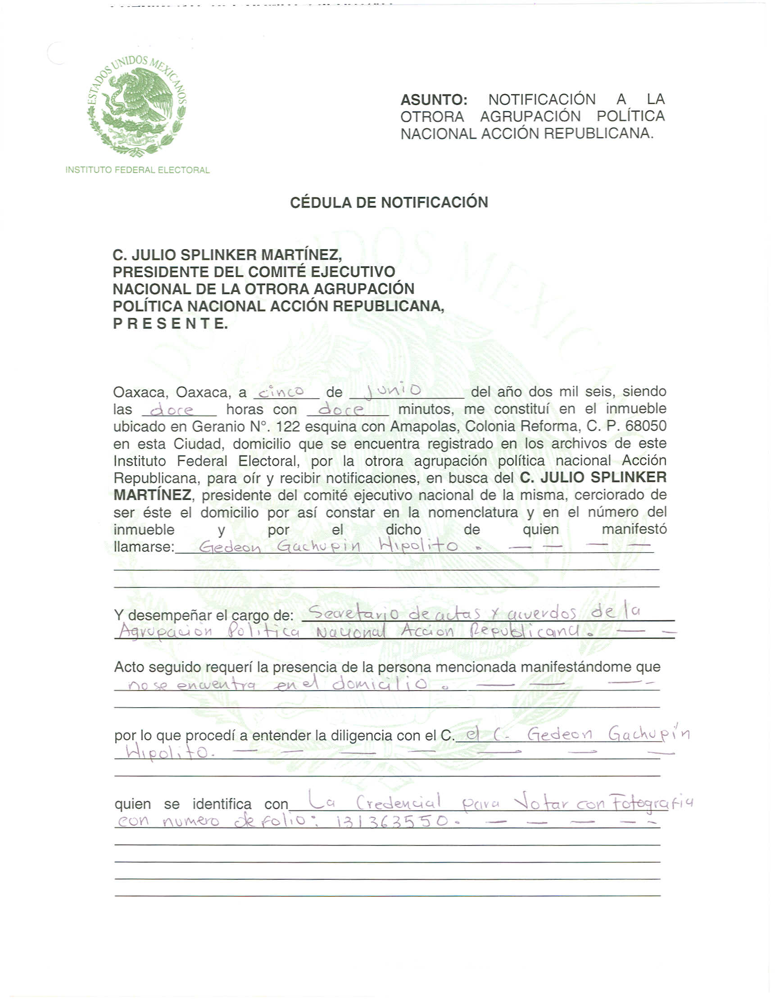 ESTADOS UNIDOS MEXICANOS
INSTITUTO FEDERAL ELECTORAL
ASUNTO: NOTIFICACIÓN A LA
OTRORA AGRUPACIÓN POLÍTICA
NACIONAL ACCIÓN REPUBLICANA.
CÉDULA DE NOTIFICACIÓN
C. JULIO SPLINKER MARTÍNEZ,
PRESIDENTE DEL COMITÉ EJECUTIVO
NACIONAL DE LA OTRORA AGRUPACIÓN
POLÍTICA NACIONAL ACCIÓN REPUBLICANA,
P R E S E N T E.
Oaxaca, Oaxaca, a cinco de junio del año dos mil seis, siendo
las doce horas con doce minutos, me constituí en el inmueble
ubicado en Geranio N°. 122 esquina con Amapolas, Colonia Reforma, C. P. 68050
en esta Ciudad, domicilio que se encuentra registrado en los archivos de este
Instituto Federal Electoral, por la otrora agrupación política nacional Acción
Republicana, para oír y recibir notificaciones, en busca del C. JULIO SPLINKER
MARTÍNEZ, presidente del comité ejecutivo nacional de la misma, cerciorado de
ser éste el domicilio por así constar en la nomenclatura y en el número del
inmueble y por el dicho de quien manifestó
llamarse: Gedeon Gachupin Hipolito. — — — —
Y desempeñar el cargo de: Secretario de actas y acuerdos de la
Agrupación Politica Nacional Accion Republicana. — —
Acto seguido requerí la presencia de la persona mencionada manifestándome que
no se encuentra en el domicilio. — — — -
por lo que procedí a entender la diligencia con el C. el C. Gedeon Gachupín
Hipolito. — — — — — — —
quien se identifica con La Credencial para Votar con Fotografia
con numero de folio: 131363550. — — — — -